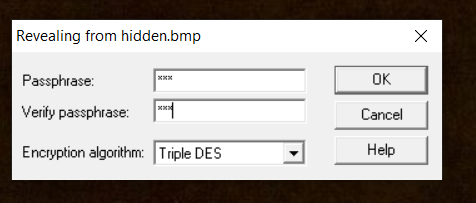 Revealing from hidden.bmp
Passphrase: ***
OK
Verify passphrase: ***
Cancel
Encryption algorithm: Triple DES
Help